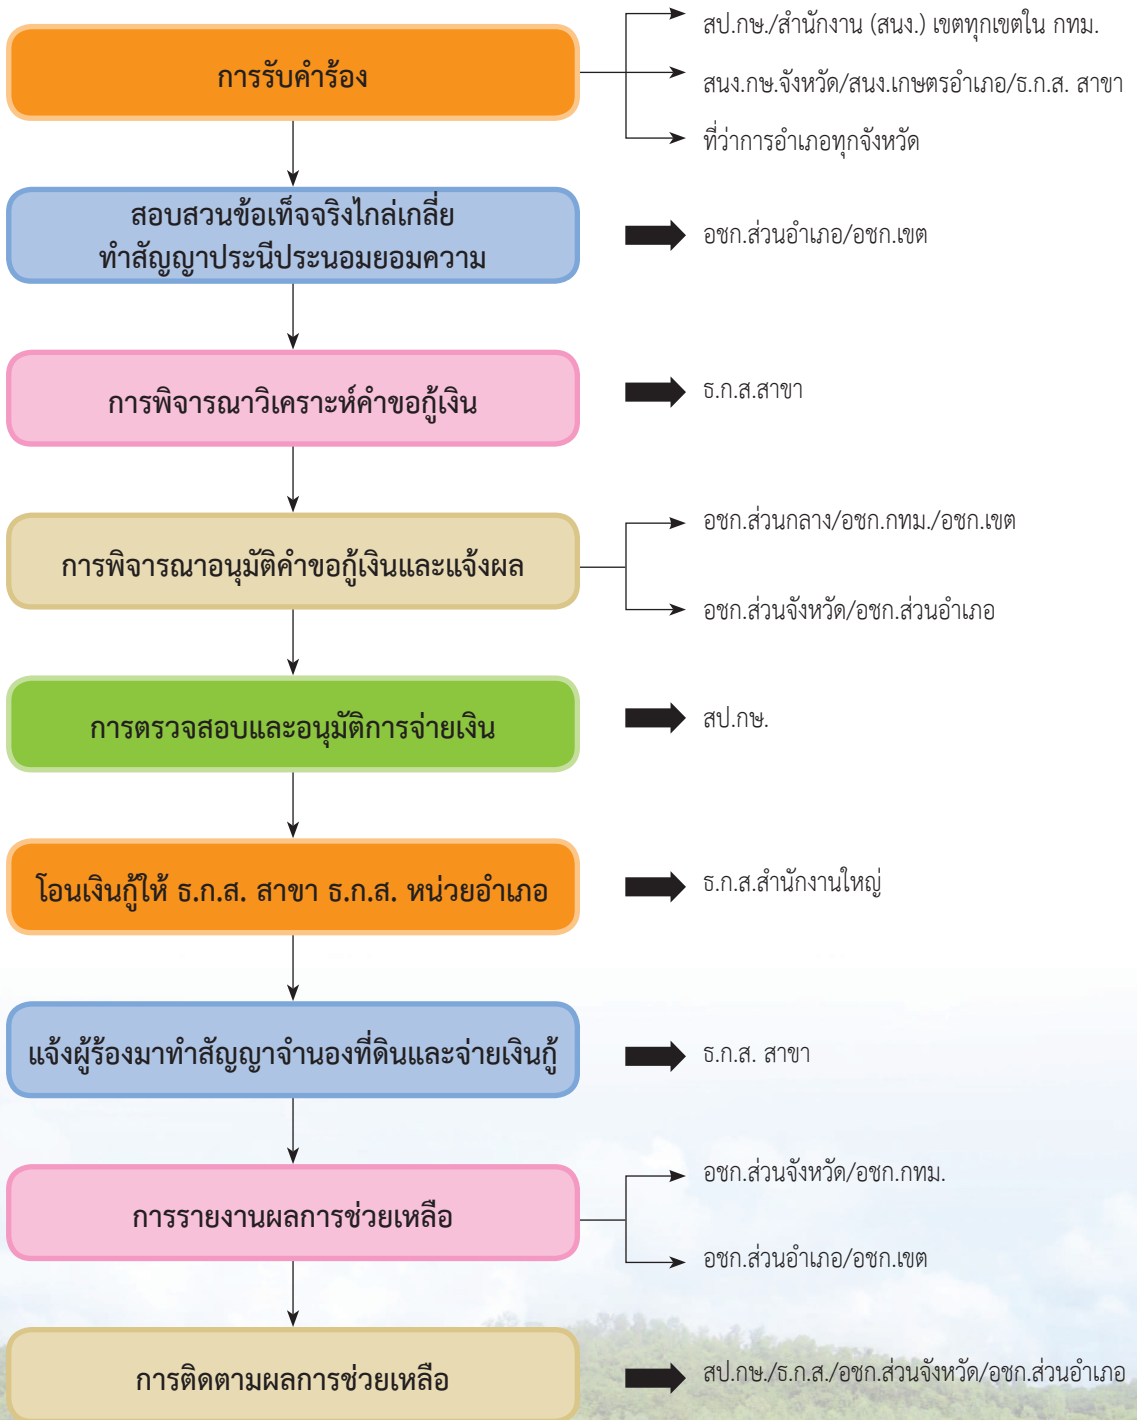 การรับคำร้อง
สป.กษ./สำนักงาน (สนง.) เขตทุกเขตใน กทม.
สนง.กษ.จังหวัด/สนง.เกษตรอำเภอ/ธ.ก.ส. สาขา
ที่ว่าการอำเภอทุกจังหวัด
สอบสวนข้อเท็จจริงไกล่เกลี่ย
ทำสัญญาประนีประนอมยอมความ
อชก.ส่วนอำเภอ/อชก.เขต
การพิจารณาวิเคราะห์คำขอกู้เงิน
ธ.ก.ส.สาขา
การพิจารณาอนุมัติคำขอกู้เงินและแจ้งผล
อชก.ส่วนกลาง/อชก.กทม./อชก.เขต
อชก.ส่วนจังหวัด/อชก.ส่วนอำเภอ
การตรวจสอบและอนุมัติการจ่ายเงิน
สป.กษ.
โอนเงินกู้ให้ ธ.ก.ส. สาขา ธ.ก.ส. หน่วยอำเภอ
ธ.ก.ส.สำนักงานใหญ่
แจ้งผู้ร้องมาทำสัญญาจำนองที่ดินและจ่ายเงินกู้
ธ.ก.ส. สาขา
การรายงานผลการช่วยเหลือ
อชก.ส่วนจังหวัด/อชก.กทม.
อชก.ส่วนอำเภอ/อชก.เขต
การติดตามผลการช่วยเหลือ
สป.กษ./ธ.ก.ส./อชก.ส่วนจังหวัด/อชก.ส่วนอำเภอ